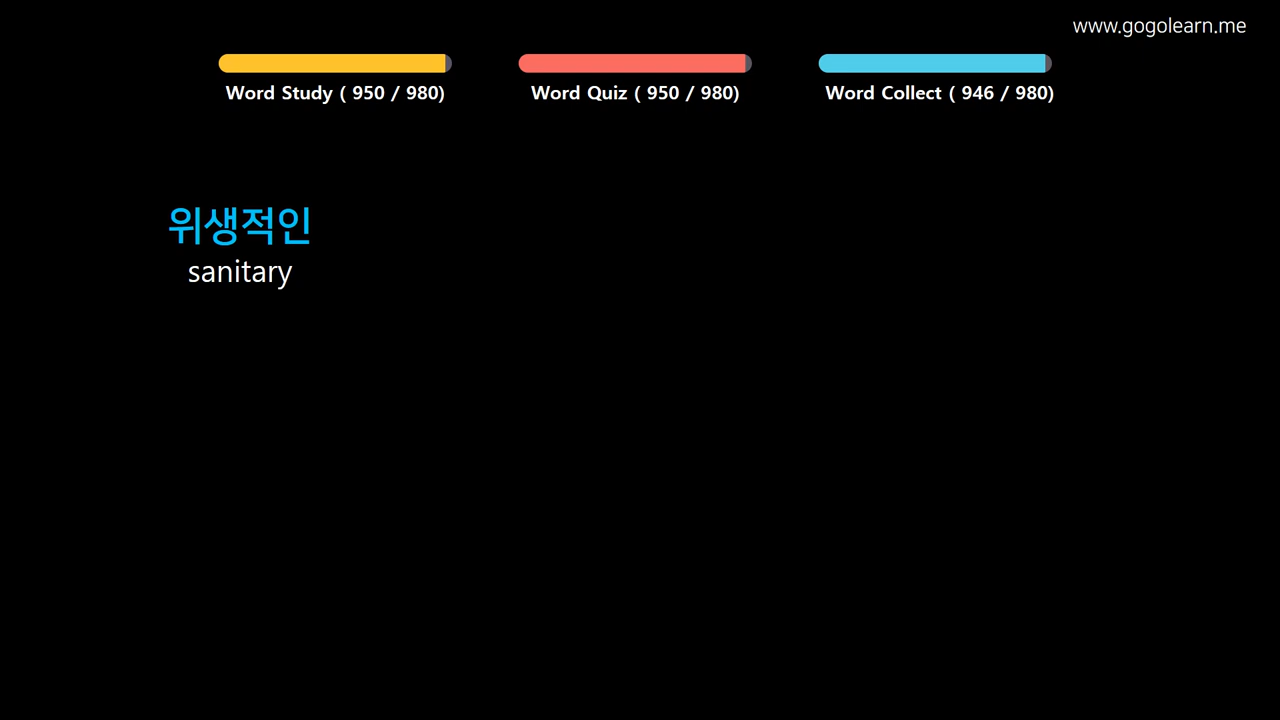 www.gogolearn.me
Word Study ( 950 / 980)
Word Quiz ( 950 / 980)
Word Collect ( 946 / 980)
위생적인
sanitary